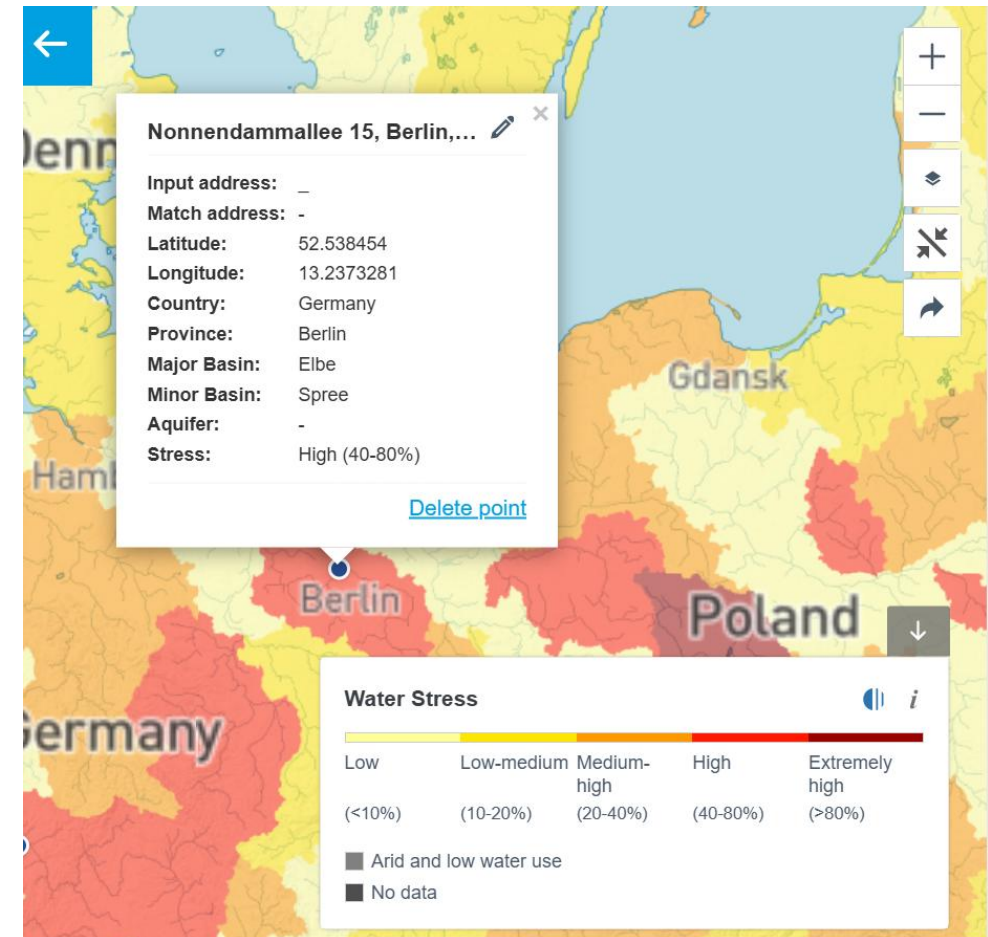 Nonnendammallee 15, Berlin,...
Input address: _
Match address: -
Latitude: 52.538454
Longitude: 13.2373281
Country: Germany
Province: Berlin
Major Basin: Elbe
Minor Basin: Spree
Aquifer: -
Stress: High (40-80%)
Delete point
Denn
Gdansk
Hamb
Berlin
Poland
Germany
Water Stress
i
Low Low-medium Medium- High Extremely
high high
(<10%) (10-20%) (20-40%) (40-80%) (>80%)
Arid and low water use
No data